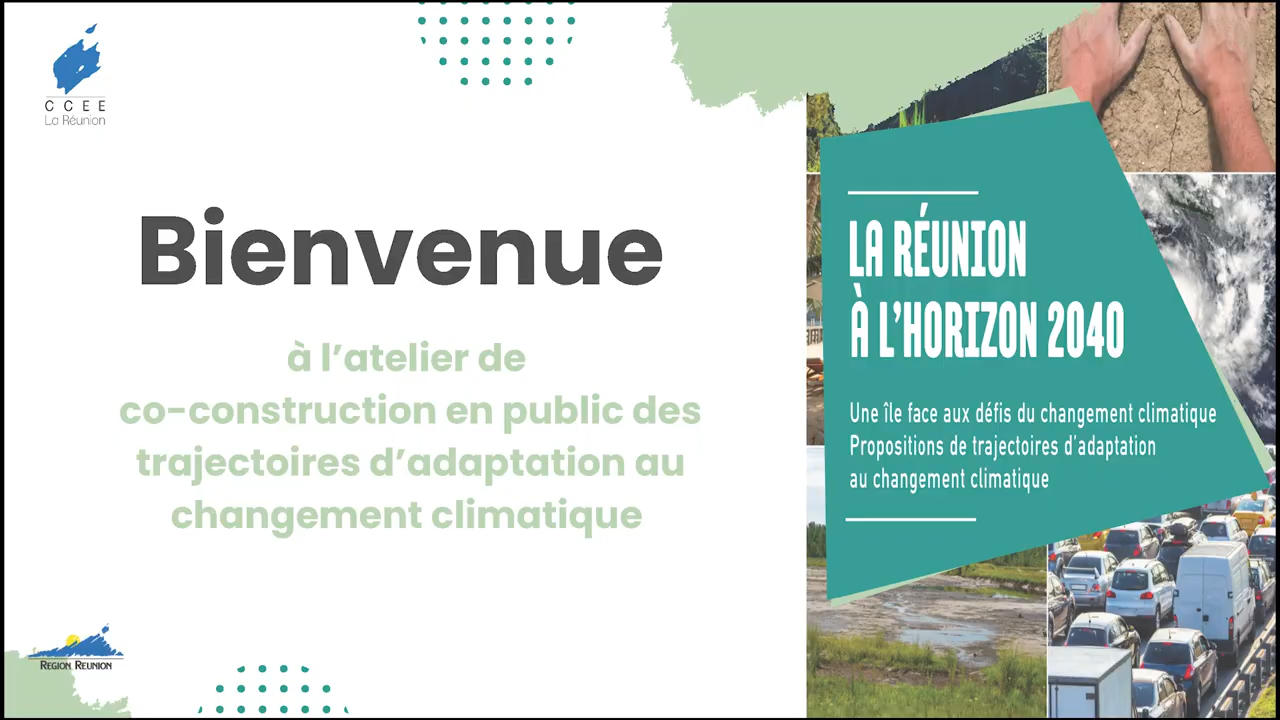 CCEE
La Réunion
Bienvenue
à l’atelier de
co-construction en public des
trajectoires d’adaptation au
changement climatique
REGION REUNION
LA RÉUNION
À L’HORIZON 2040
Une île face aux défis du changement climatique
Propositions de trajectoires d’adaptation
au changement climatique